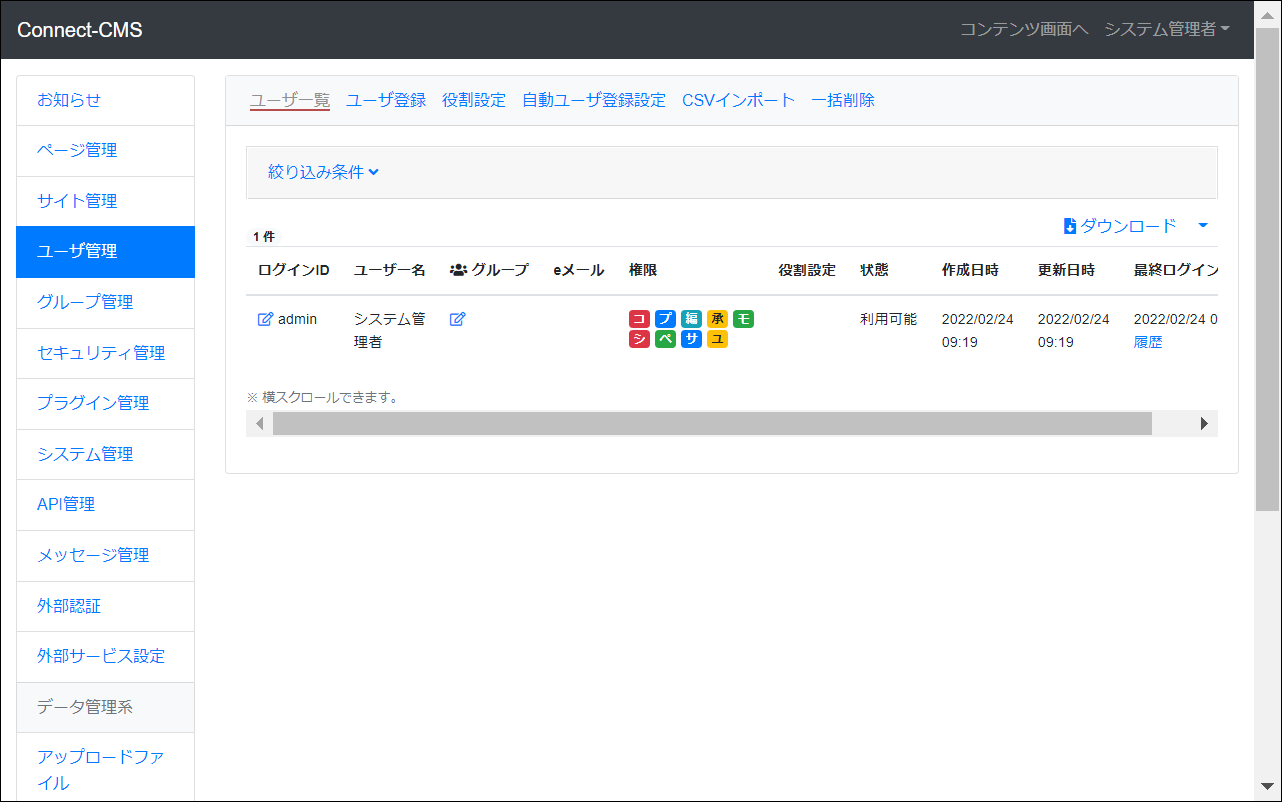 Connect-CMS
コンテンツ画面へ システム管理者
お知らせ
ページ管理
サイト管理
ユーザ管理
グループ管理
セキュリティ管理
プラグイン管理
システム管理
API管理
メッセージ管理
外部認証
外部サービス設定
データ管理系
アップロードファ
イル
ユーザ一覧 ユーザ登録 役割設定 自動ユーザ登録設定 CSVインポート 一括削除
絞り込み条件
ダウンロード
1 件
ログインID ユーザー名 グループ eメール 権限 役割設定 状態 作成日時 更新日時 最終ログイン
admin システム管 コ プ 編 承 モ 利用可能 2022/02/24 2022/02/24 2022/02/24 0
理者 シ ペ サ ユ 09:19 09:19 履歴
※ 横スクロールできます。